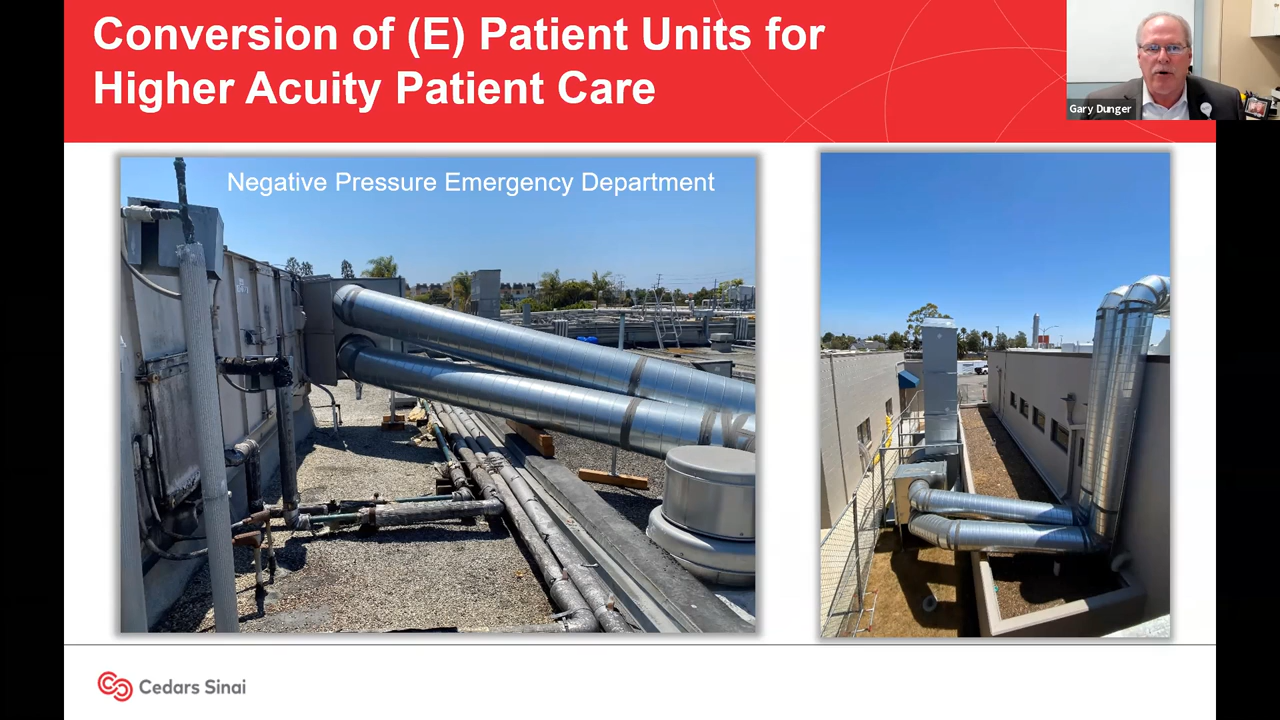 Conversion of (E) Patient Units for
Higher Acuity Patient Care
Gary Dunger
Negative Pressure Emergency Department
Cedars Sinai